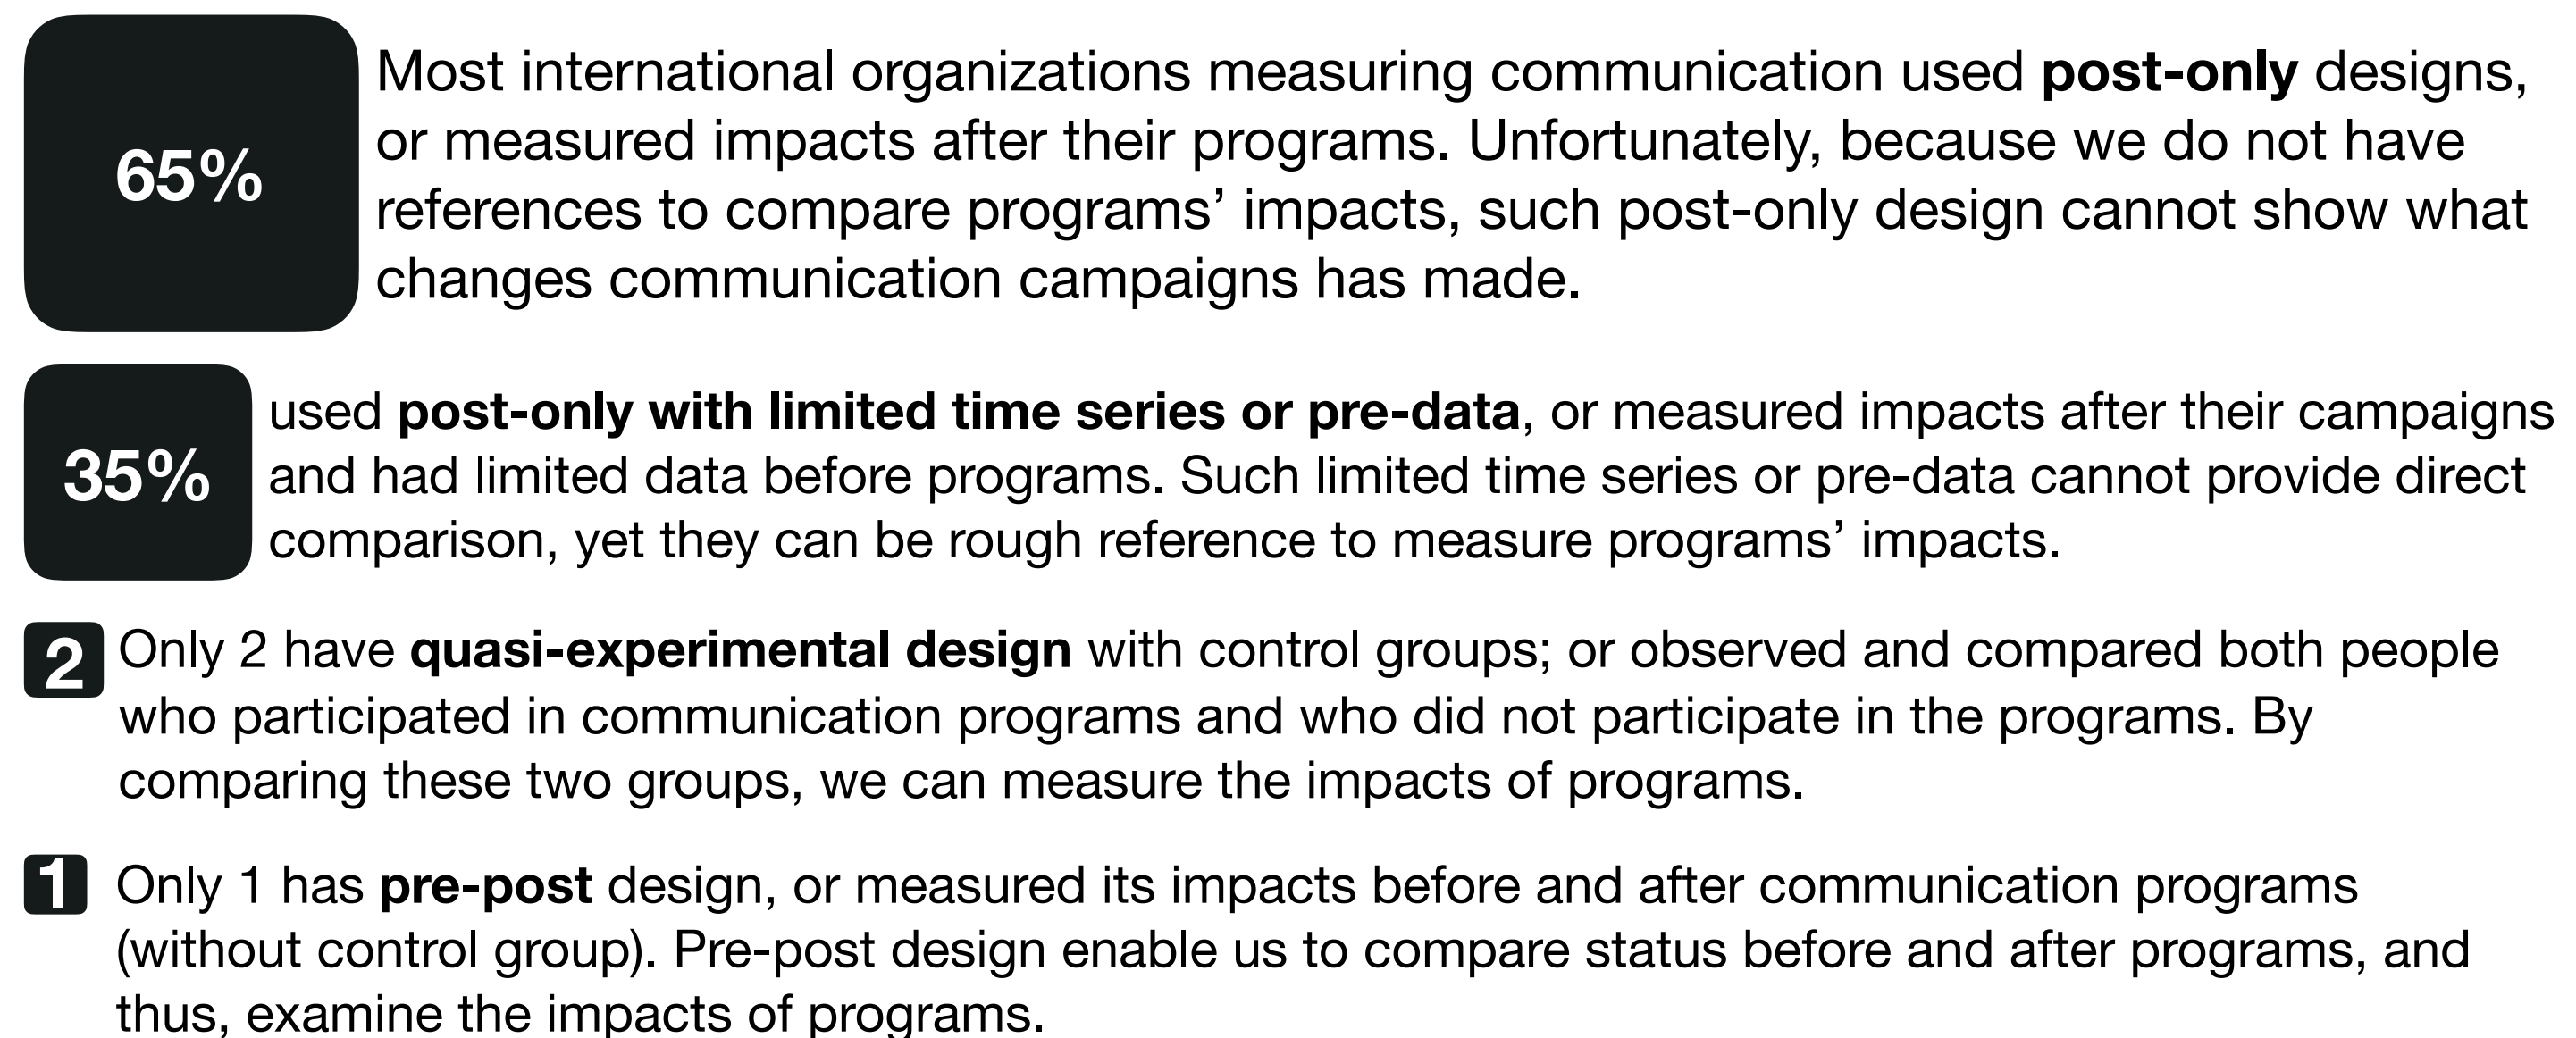 65%
Most international organizations measuring communication used post-only designs,
or measured impacts after their programs. Unfortunately, because we do not have
references to compare programs’ impacts, such post-only design cannot show what
changes communication campaigns has made.
35%
used post-only with limited time series or pre-data, or measured impacts after their campaigns
and had limited data before programs. Such limited time series or pre-data cannot provide direct
comparison, yet they can be rough reference to measure programs’ impacts.
2
Only 2 have quasi-experimental design with control groups; or observed and compared both people
who participated in communication programs and who did not participate in the programs. By
comparing these two groups, we can measure the impacts of programs.
1
Only 1 has pre-post design, or measured its impacts before and after communication programs
(without control group). Pre-post design enable us to compare status before and after programs, and
thus, examine the impacts of programs.